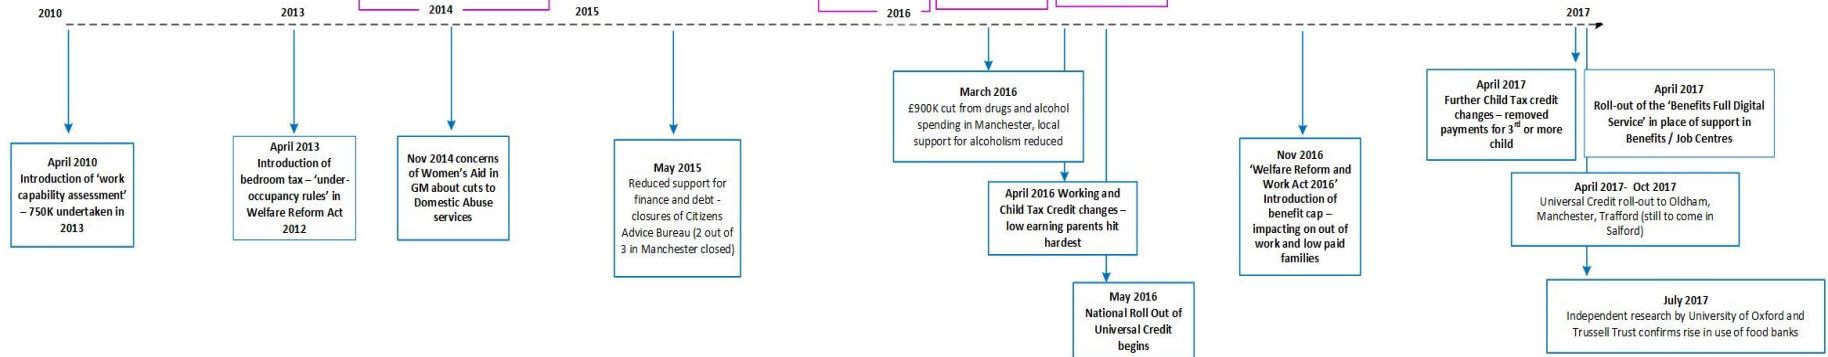 2010
2013
2014
2015
2016
2017
April 2010
Introduction of ‘work
capability assessment’
– 750K undertaken in
2013
April 2013
Introduction of
bedroom tax – ‘under-
occupancy rules’ in
Welfare Reform Act
2012
Nov 2014 concerns
of Women’s Aid in
GM about cuts to
Domestic Abuse
services
May 2015
Reduced support for
finance and debt -
closures of Citizens
Advice Bureau (2 out of
3 in Manchester closed)
March 2016
£900K cut from drugs and alcohol
spending in Manchester, local
support for alcoholism reduced
April 2016 Working and
Child Tax Credit changes –
low earning parents hit
hardest
May 2016
National Roll Out of
Universal Credit
begins
Nov 2016
‘Welfare Reform and
Work Act 2016’
Introduction of
benefit cap –
impacting on out of
work and low paid
families
April 2017
Further Child Tax credit
changes – removed
payments for 3rd or more
child
April 2017
Roll-out of the ‘Benefits Full Digital
Service’ in place of support in
Benefits / Job Centres
April 2017- Oct 2017
Universal Credit roll-out to Oldham,
Manchester, Trafford (still to come in
Salford)
July 2017
Independent research by University of Oxford and
Trussell Trust confirms rise in use of food banks